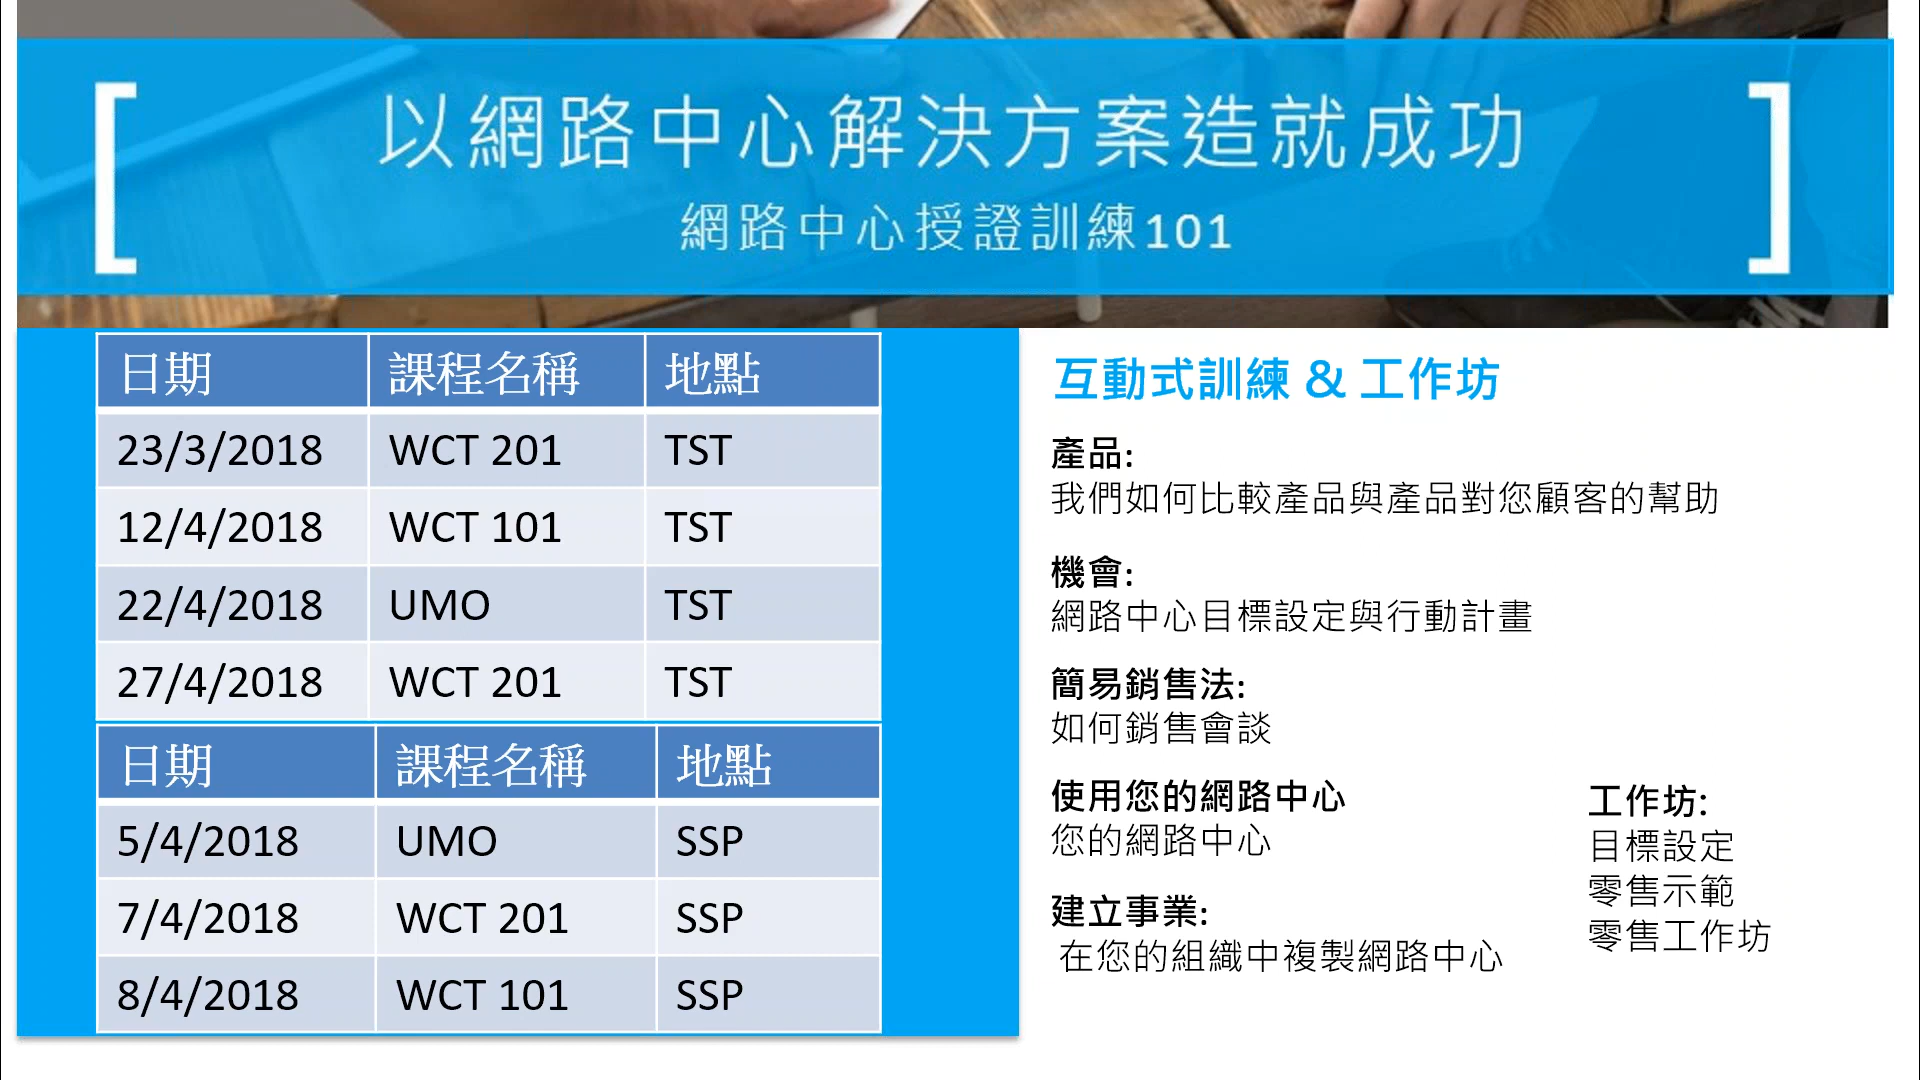 以網路中心解決方案造就成功
網路中心授證訓練101
日期 課程名稱 地點
23/3/2018 WCT 201 TST
12/4/2018 WCT 101 TST
22/4/2018 UMO TST
27/4/2018 WCT 201 TST
日期 課程名稱 地點
5/4/2018 UMO SSP
7/4/2018 WCT 201 SSP
8/4/2018 WCT 101 SSP
互動式訓練 & 工作坊
產品:
我們如何比較產品與產品對您顧客的幫助
機會:
網路中心目標設定與行動計畫
簡易銷售法:
如何銷售會談
使用您的網路中心
您的網路中心
建立事業:
在您的組織中複製網路中心
工作坊:
目標設定
零售示範
零售工作坊